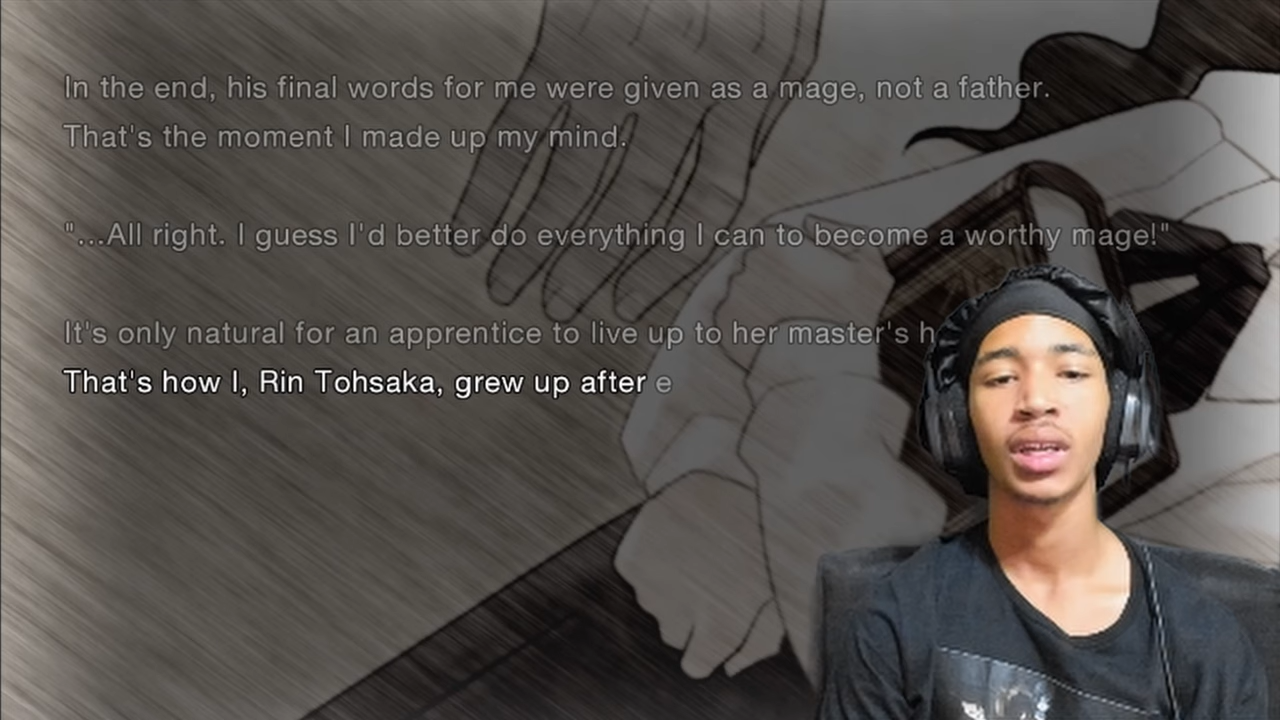 In the end, his final words for me were given as a mage, not a father.
That's the moment I made up my mind.
"...All right. I guess I'd better do everything I can to become a worthy mage!"
It's only natural for an apprentice to live up to her master's h
That's how I, Rin Tohsaka, grew up after e